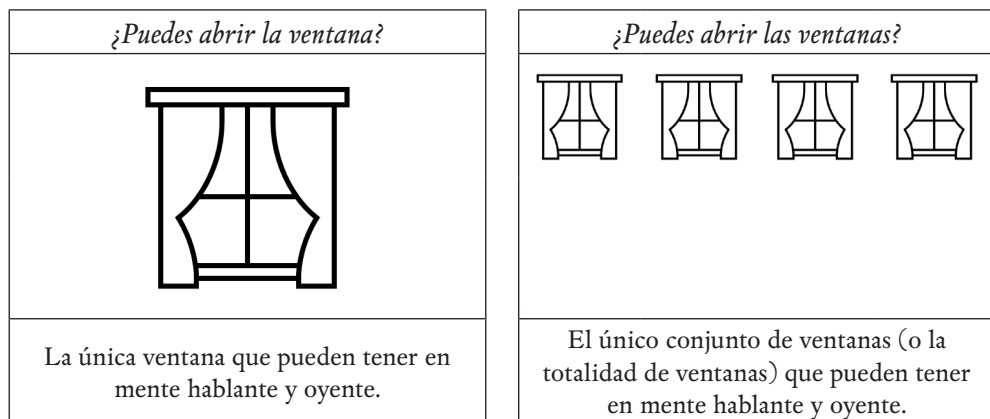 ¿Puedes abrir la ventana?
La única ventana que pueden tener en
mente hablante y oyente.
¿Puedes abrir las ventanas?
El único conjunto de ventanas (o la
totalidad de ventanas) que pueden tener
en mente hablante y oyente.